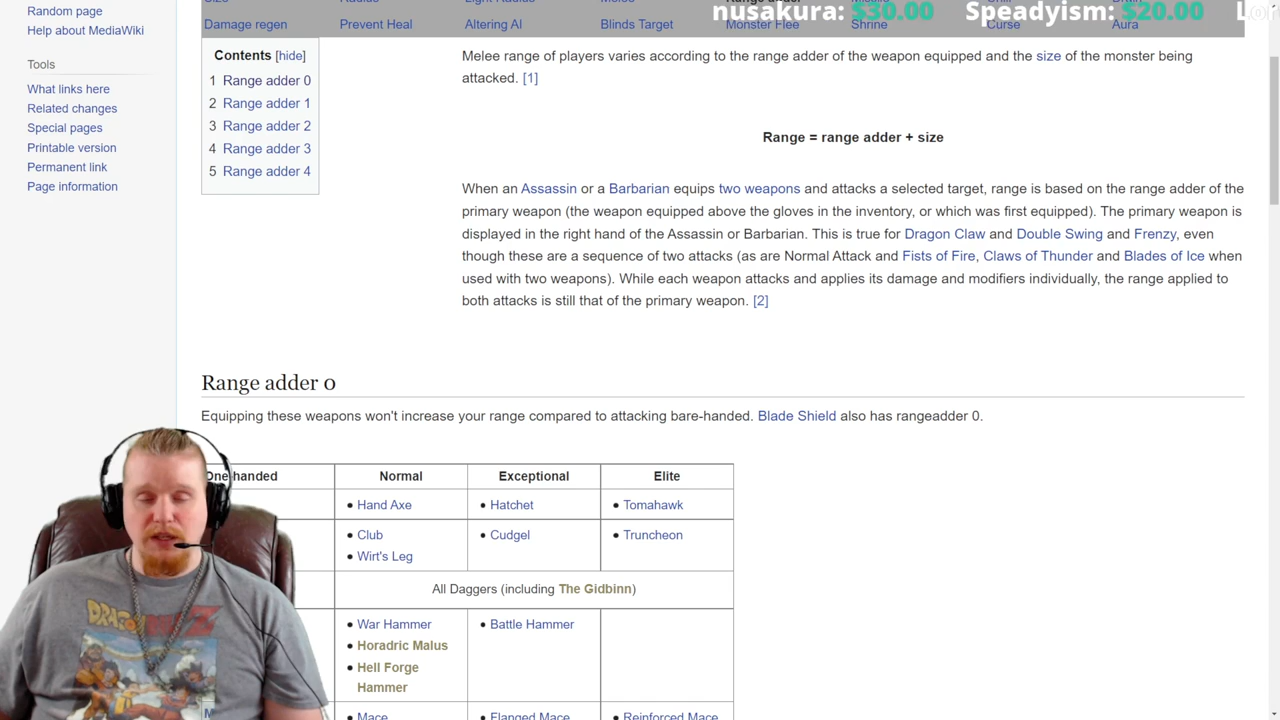 Random page
Help about MediaWiki
Tools
What links here
Related changes
Special pages
Printable version
Permanent link
Page information
nusakura: $30.00 Speadyism: $20.00 Lor
Damage regen Prevent Heal Altering AI Blinds Target Monster Flee Shrine Curse Aura
Contents [hide]
1 Range adder 0
2 Range adder 1
3 Range adder 2
4 Range adder 3
5 Range adder 4
Melee range of players varies according to the range adder of the weapon equipped and the size of the monster being
attacked. [1]
Range = range adder + size
When an Assassin or a Barbarian equips two weapons and attacks a selected target, range is based on the range adder of the
primary weapon (the weapon equipped above the gloves in the inventory, or which was first equipped). The primary weapon is
displayed in the right hand of the Assassin or Barbarian. This is true for Dragon Claw and Double Swing and Frenzy, even
though these are a sequence of two attacks (as are Normal Attack and Fists of Fire, Claws of Thunder and Blades of Ice when
used with two weapons). While each weapon attacks and applies its damage and modifiers individually, the range applied to
both attacks is still that of the primary weapon. [2]
Range adder 0
Equipping these weapons won't increase your range compared to attacking bare-handed. Blade Shield also has rangeadder 0.
One handed Normal Exceptional Elite
• Hand Axe • Hatchet • Tomahawk
• Club • Cudgel • Truncheon
• Wirt's Leg
All Daggers (including The Gidbinn)
• War Hammer • Battle Hammer
• Horadric Malus
• Hell Forge
Hammer
• Mace • Flanged Mace • Reinforced Mace